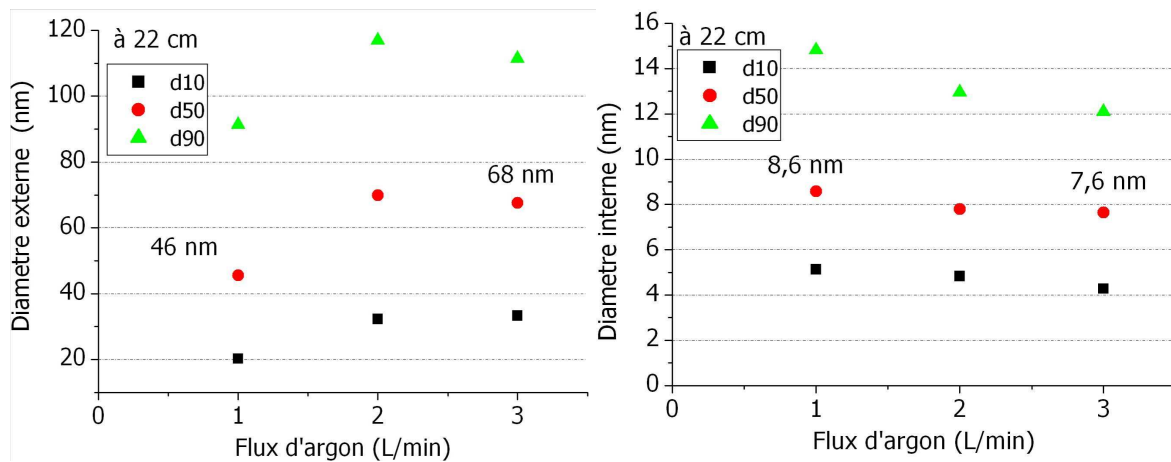 à 22 cm
d10
d50
d90
120
100
80
60
40
20
46 nm
68 nm
0
1
2
3
Diametre externe (nm)
Flux d'argon (L/min)
à 22 cm
d10
d50
d90
16
14
12
10
8
6
4
2
0
8,6 nm
7,6 nm
0
1
2
3
Diametre interne (nm)
Flux d'argon (L/min)